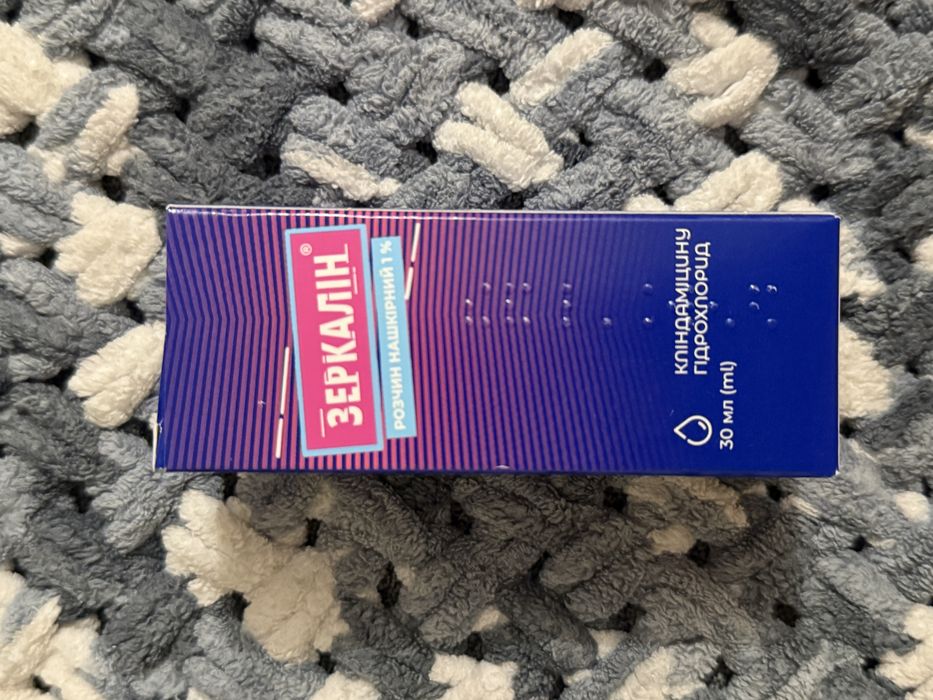 ЗЕРКАЛІН®
РОЗЧИН НАШКІРНИЙ 1 %
КЛІНДАМІЦИНУ
ГІДРОХЛОРИД
30 мл (ml)